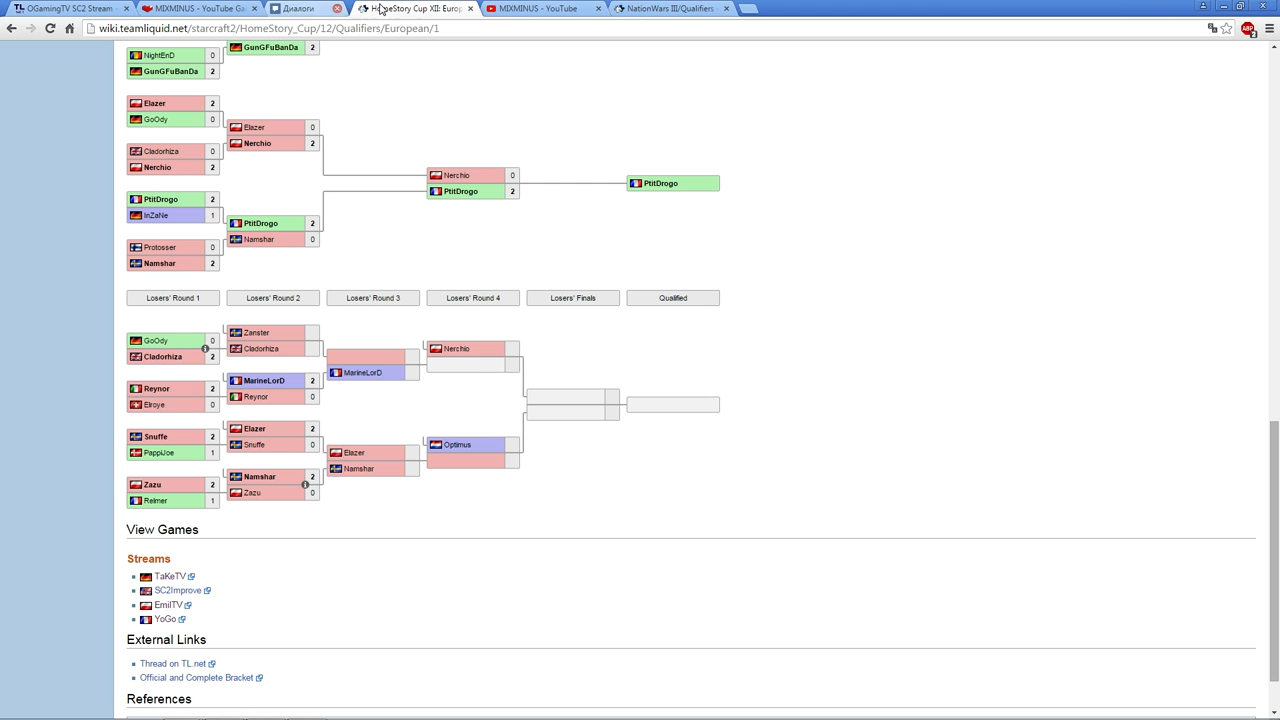 OGamingTV SC2 Stream -
MIXMINUS - YouTube Ga
Диалоги
HomeStory Cup XII: Europ
MIXMINUS - YouTube
NationWars III/Qualifiers -
wiki.teamliquid.net/starcraft2/HomeStory_Cup/12/Qualifiers/European/1
GunGFuBanDa 2
NightEnD 0
GunGFuBanDa 2
Elazer 2
GoOdy 0
Elazer 0
Nerchio 2
Cladorhiza 0
Nerchio 2
Nerchio 0
PtitDrogo 2
PtitDrogo
PtitDrogo 2
InZaNe 1
PtitDrogo 2
Namshar 0
Protosser 0
Namshar 2
Losers' Round 1 Losers' Round 2 Losers' Round 3 Losers' Round 4 Losers' Finals Qualified
Zanster
GoOdy 0
Cladorhiza
Nerchio
Cladorhiza 2
MarineLorD
MarineLorD 2
Reynor 2
Reynor 0
Elroye 0
Elazer 2
Snuffe 2
Snuffe 0
Optimus
PappiJoe 1
Elazer
Namshar
Namshar 2
Zazu 2
Zazu 0
Relmer 1
View Games
Streams
TaKeTV
SC2Improve
EmilTV
YoGo
External Links
Thread on TL.net
Official and Complete Bracket
References